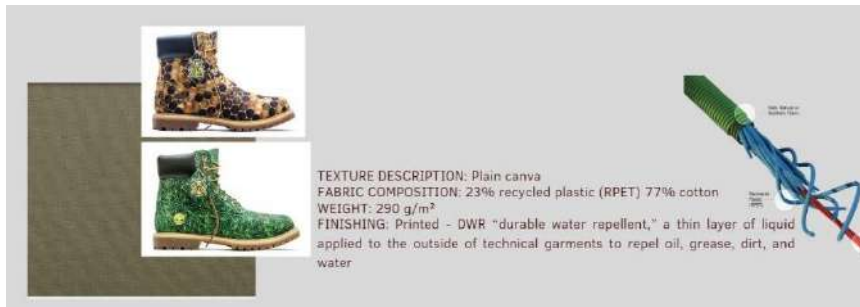 TEXTURE DESCRIPTION: Plain canva
FABRIC COMPOSITION: 23% recycled plastic (RPET) 77% cotton
WEIGHT: 290 g/m²
FINISHING: Printed - DWR “durable water repellent,” a thin layer of liquid
applied to the outside of technical garments to repel oil, grease, dirt, and
water